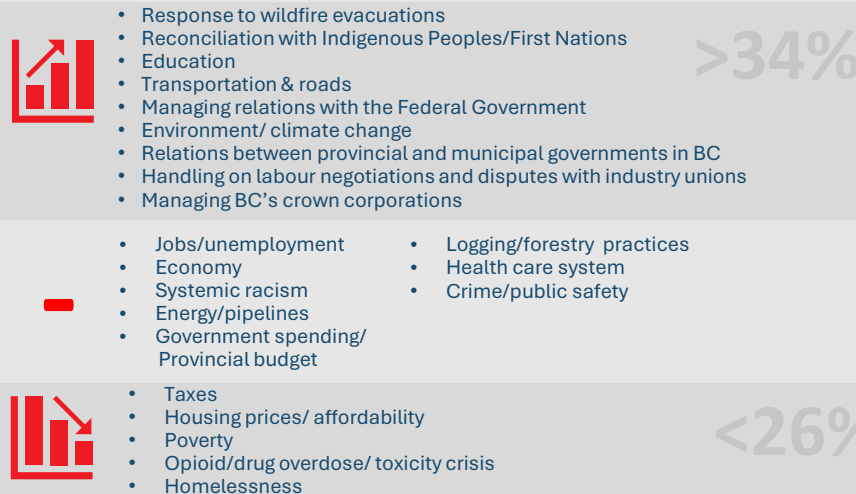 • Response to wildfire evacuations
• Reconciliation with Indigenous Peoples/First Nations
• Education
• Transportation & roads
• Managing relations with the Federal Government
• Environment/ climate change
• Relations between provincial and municipal governments in BC
• Handling on labour negotiations and disputes with industry unions
• Managing BC's crown corporations
>34%
• Jobs/unemployment
• Economy
• Systemic racism
• Energy/pipelines
• Government spending/
Provincial budget
• Logging/forestry practices
• Health care system
• Crime/public safety
• Taxes
• Housing prices/ affordability
• Poverty
• Opioid/drug overdose/ toxicity crisis
• Homelessness
<26%